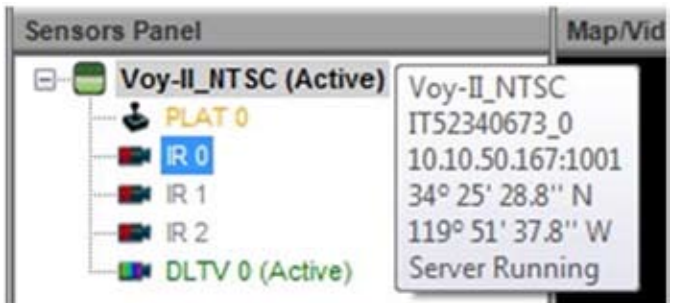 Sensors Panel
Map/Vid
Voy-II_NTSC (Active)
PLAT 0
IR 0
IR 1
IR 2
DLTV 0 (Active)
Voy-II_NTSC
IT52340673_0
10.10.50.167:1001
34° 25' 28.8'' N
119° 51' 37.8'' W
Server Running